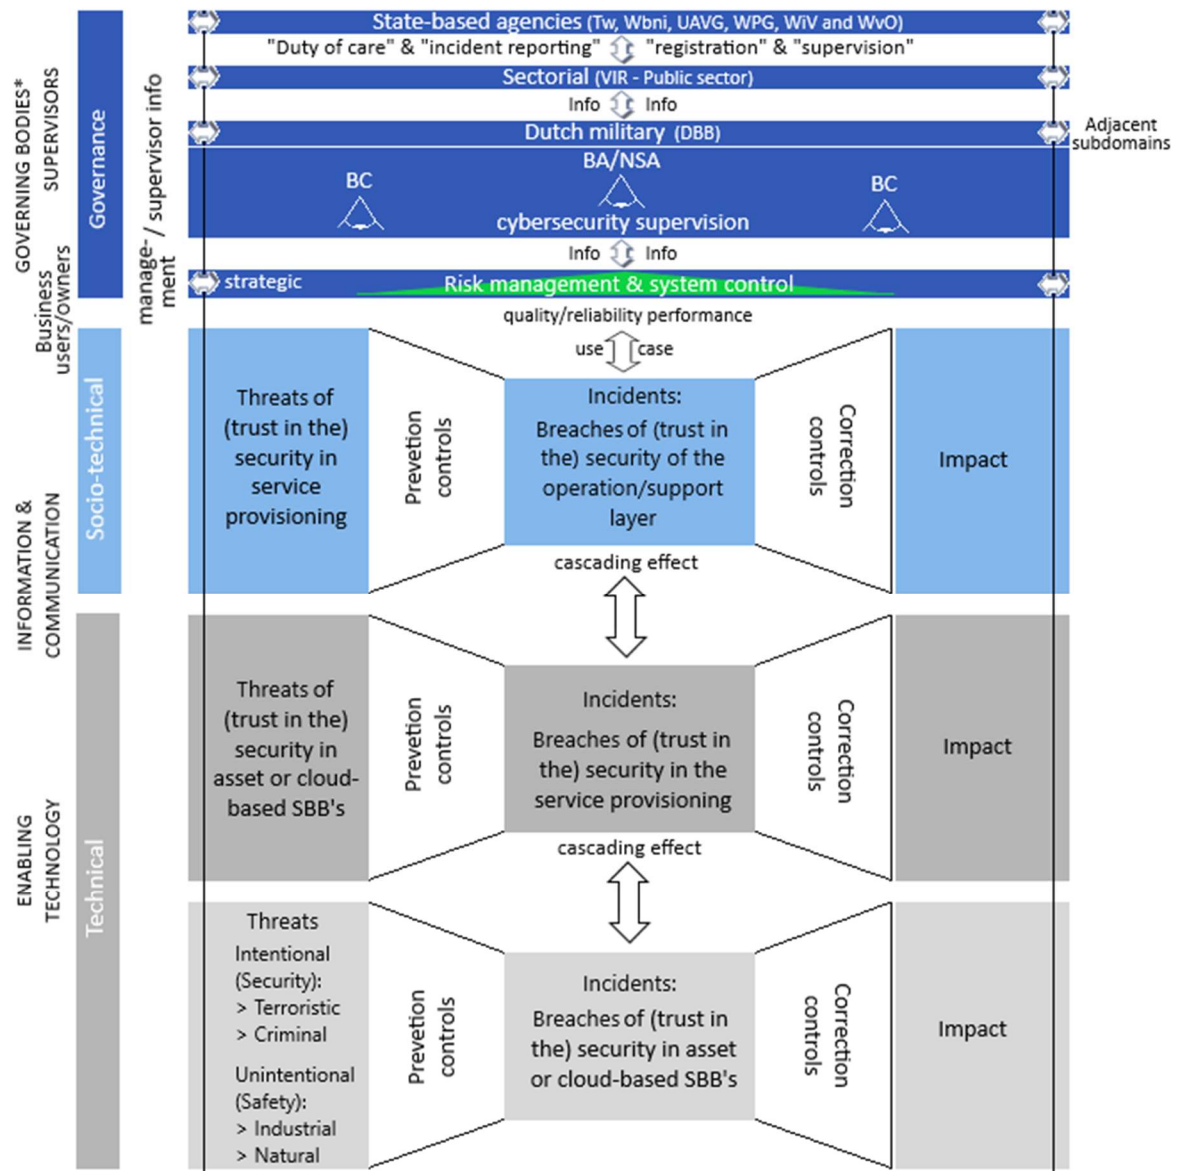 State-based agencies (Tw, Wbni, UAVG, WPG, WiV and WvO)
"Duty of care" & "incident reporting" "registration" & "supervision"
Sectorial (VIR - Public sector)
Info Info
Dutch military (DBB)
Adjacent
subdomains
BA/NSA
BC
BC
cybersecurity supervision
Info Info
strategic
Risk management & system control
quality/reliability performance
use case
GOVERNING BODIES*
SUPERVISORS
Governance
manage- / supervisor info
ment
Business
users/owners
Socio-technical
Threats of
(trust in the)
security in
service
provisioning
Prevetion
controls
Incidents:
Breaches of (trust in
the) security of the
operation/support
layer
Correction
controls
Impact
cascading effect
INFORMATION &
COMMUNICATION
Technical
Threats of
(trust in the)
security in
asset or cloud-
based SBB's
Prevetion
controls
Incidents:
Breaches of (trust in
the) security in the
service provisioning
Correction
controls
Impact
cascading effect
ENABLING
TECHNOLOGY
Threats
Intentional
(Security):
> Terroristic
> Criminal
Unintentional
(Safety):
> Industrial
> Natural
Prevetion
controls
Incidents:
Breaches of (trust in
the) security in asset
or cloud-based SBB's
Correction
controls
Impact